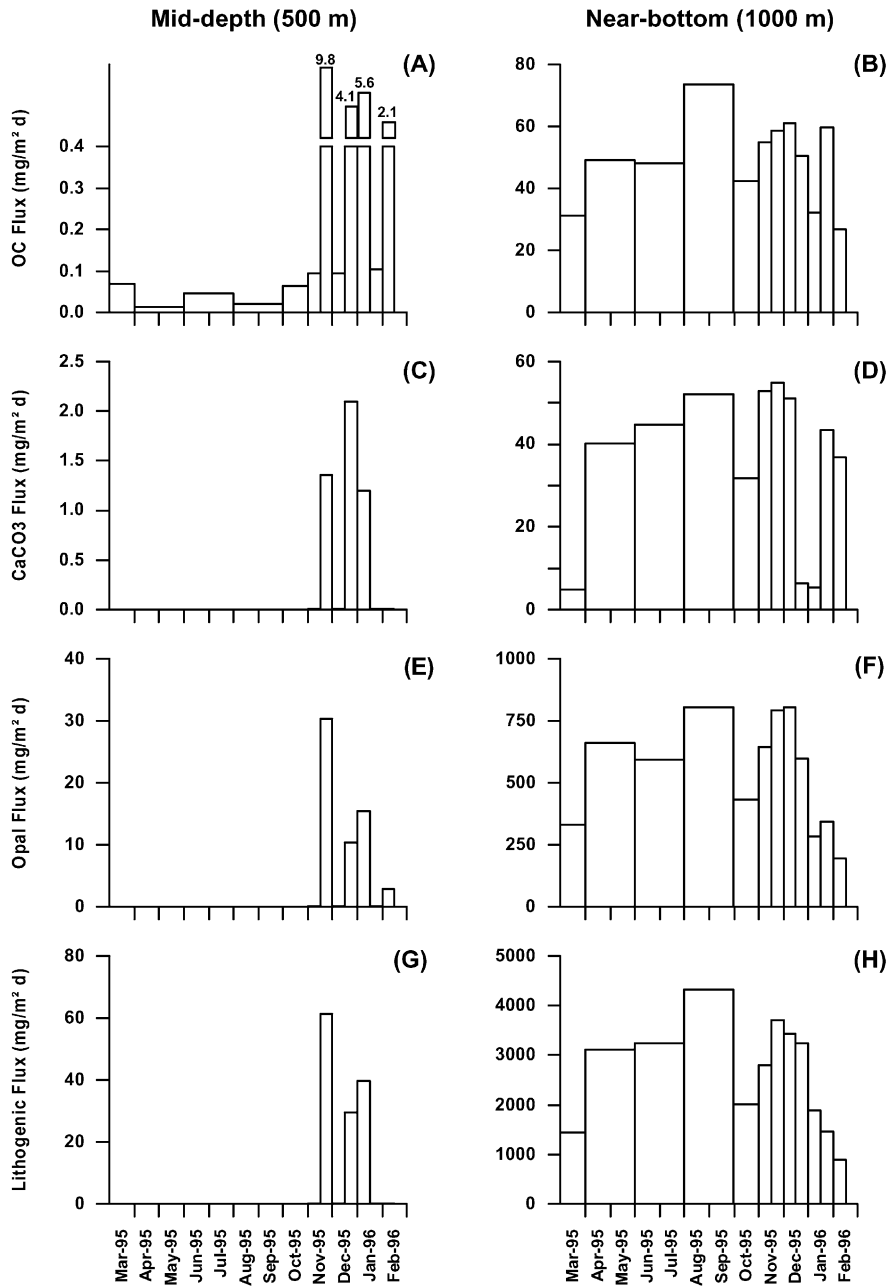 Mid-depth (500 m)
Near-bottom (1000 m)
(A)
OC Flux (mg/m² d)
0.4
0.3
0.2
0.1
0.0
9.8
4.1
5.6
2.1
(B)
80
60
40
20
0
(C)
CaCO3 Flux (mg/m² d)
2.5
2.0
1.5
1.0
0.5
0.0
(D)
60
40
20
0
(E)
Opal Flux (mg/m² d)
40
30
20
10
0
(F)
1000
750
500
250
0
(G)
Lithogenic Flux (mg/m² d)
80
60
40
20
0
Mar-95
Apr-95
May-95
Jun-95
Jul-95
Aug-95
Sep-95
Oct-95
Nov-95
Dec-95
Jan-96
Feb-96
(H)
5000
4000
3000
2000
1000
0
Mar-95
Apr-95
May-95
Jun-95
Jul-95
Aug-95
Sep-95
Oct-95
Nov-95
Dec-95
Jan-96
Feb-96